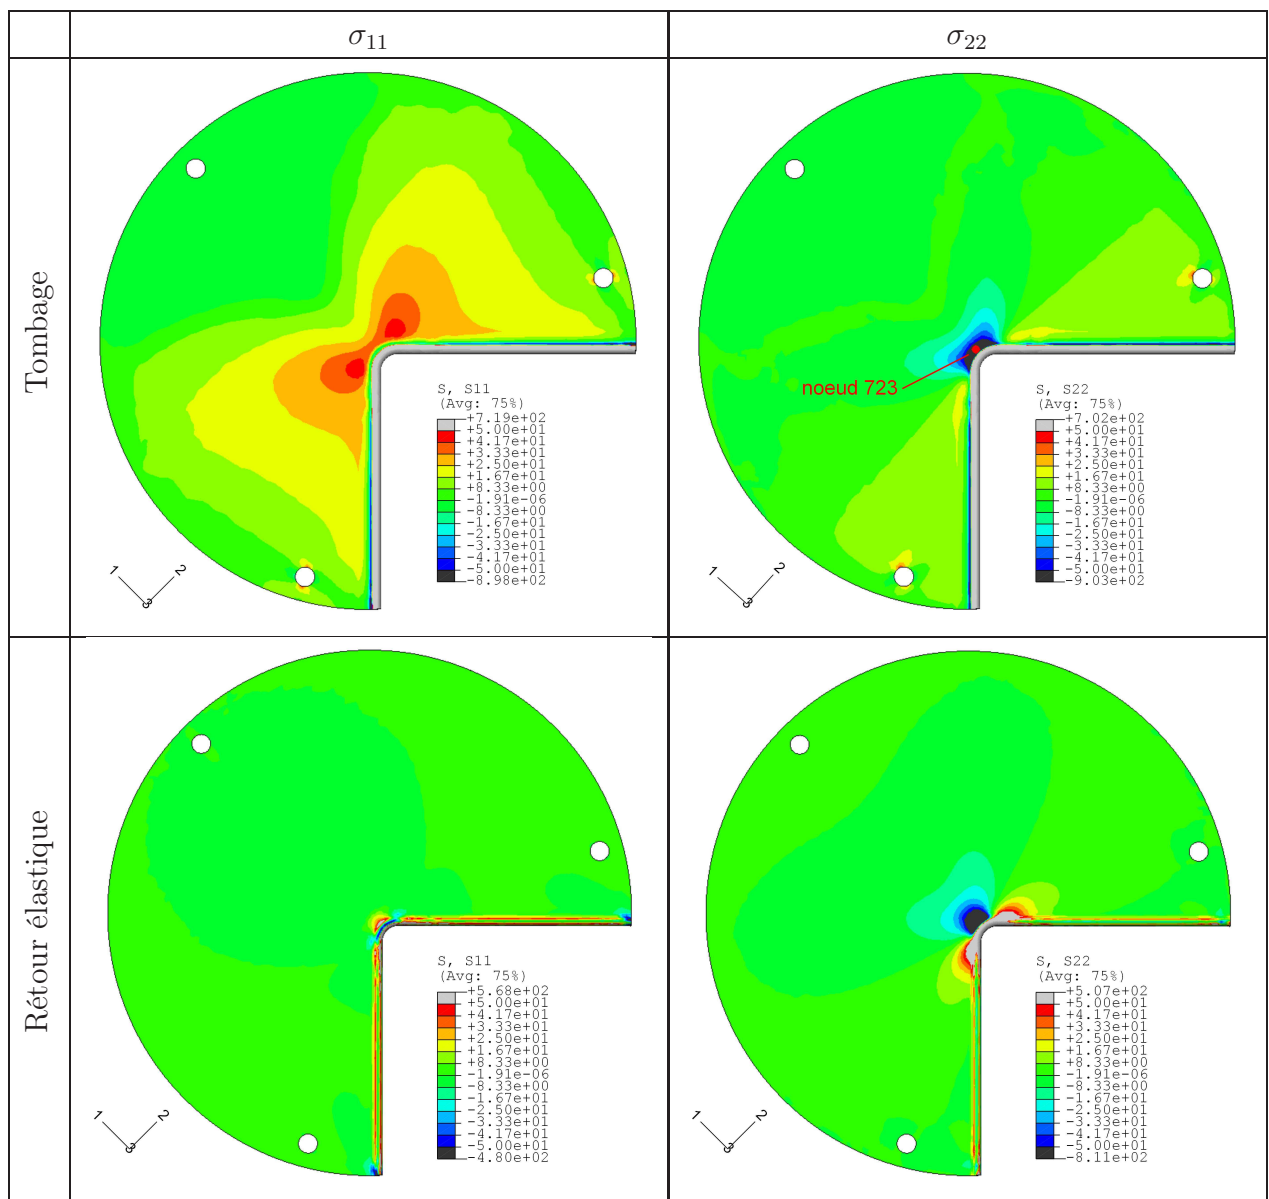 σ11
σ22
Tombage
S, S11
(Avg: 75%)
+7.19e+02
+5.00e+01
+4.17e+01
+3.33e+01
+2.50e+01
+1.67e+01
+8.33e+00
-1.91e-06
-8.33e+00
-1.67e+01
-2.50e+01
-3.33e+01
-4.17e+01
-5.00e+01
-8.98e+02
1
2
3
noeud 723
S, S22
(Avg: 75%)
+7.02e+02
+5.00e+01
+4.17e+01
+3.33e+01
+2.50e+01
+1.67e+01
+8.33e+00
-1.91e-06
-8.33e+00
-1.67e+01
-2.50e+01
-3.33e+01
-4.17e+01
-5.00e+01
-9.03e+02
1
2
3
Rétour élastique
S, S11
(Avg: 75%)
+5.68e+02
+5.00e+01
+4.17e+01
+3.33e+01
+2.50e+01
+1.67e+01
+8.33e+00
-1.91e-06
-8.33e+00
-1.67e+01
-2.50e+01
-3.33e+01
-4.17e+01
-5.00e+01
-4.80e+02
1
2
3
S, S22
(Avg: 75%)
+5.07e+02
+5.00e+01
+4.17e+01
+3.33e+01
+2.50e+01
+1.67e+01
+8.33e+00
-1.91e-06
-8.33e+00
-1.67e+01
-2.50e+01
-3.33e+01
-4.17e+01
-5.00e+01
-8.11e+02
1
2
3